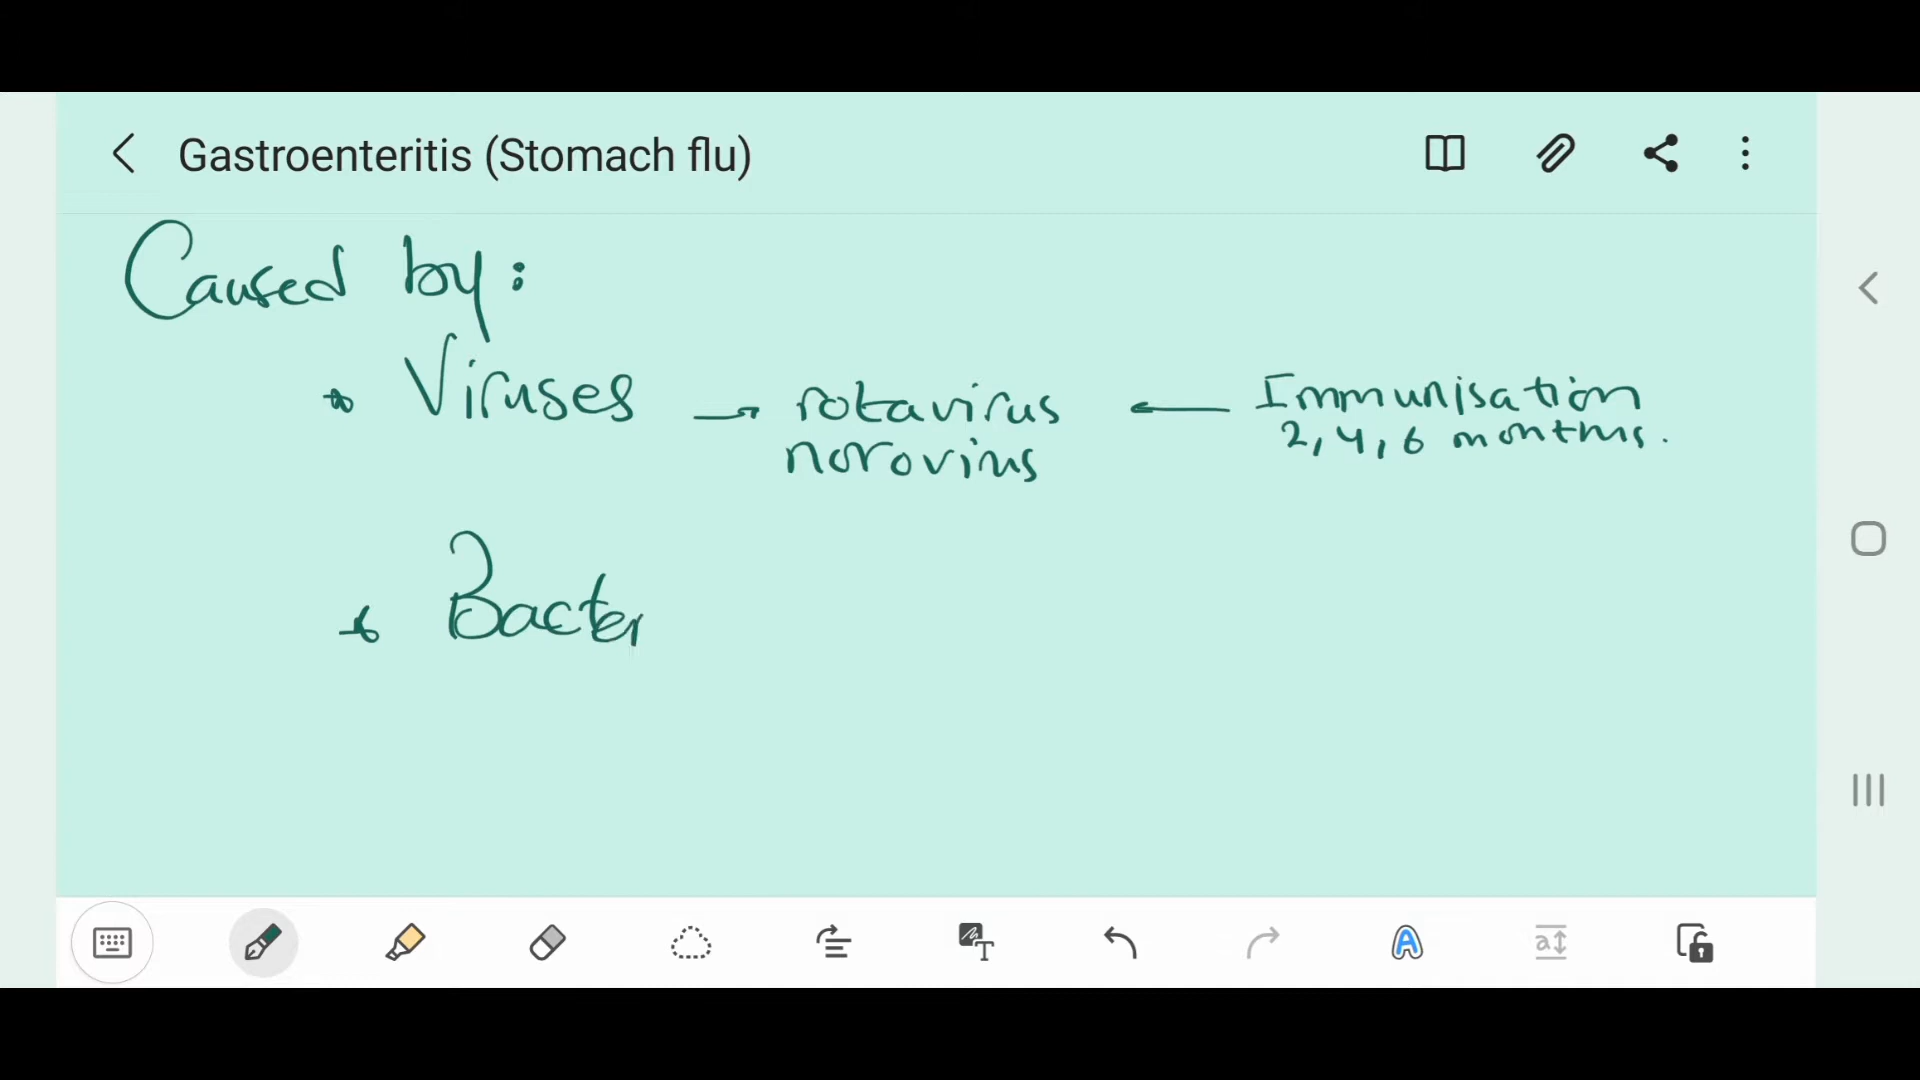 Gastroenteritis (Stomach flu)
Caused by:
Viruses → rotavirus ← Immunisation
norovirus 2, 4, 6 months.
Bacter